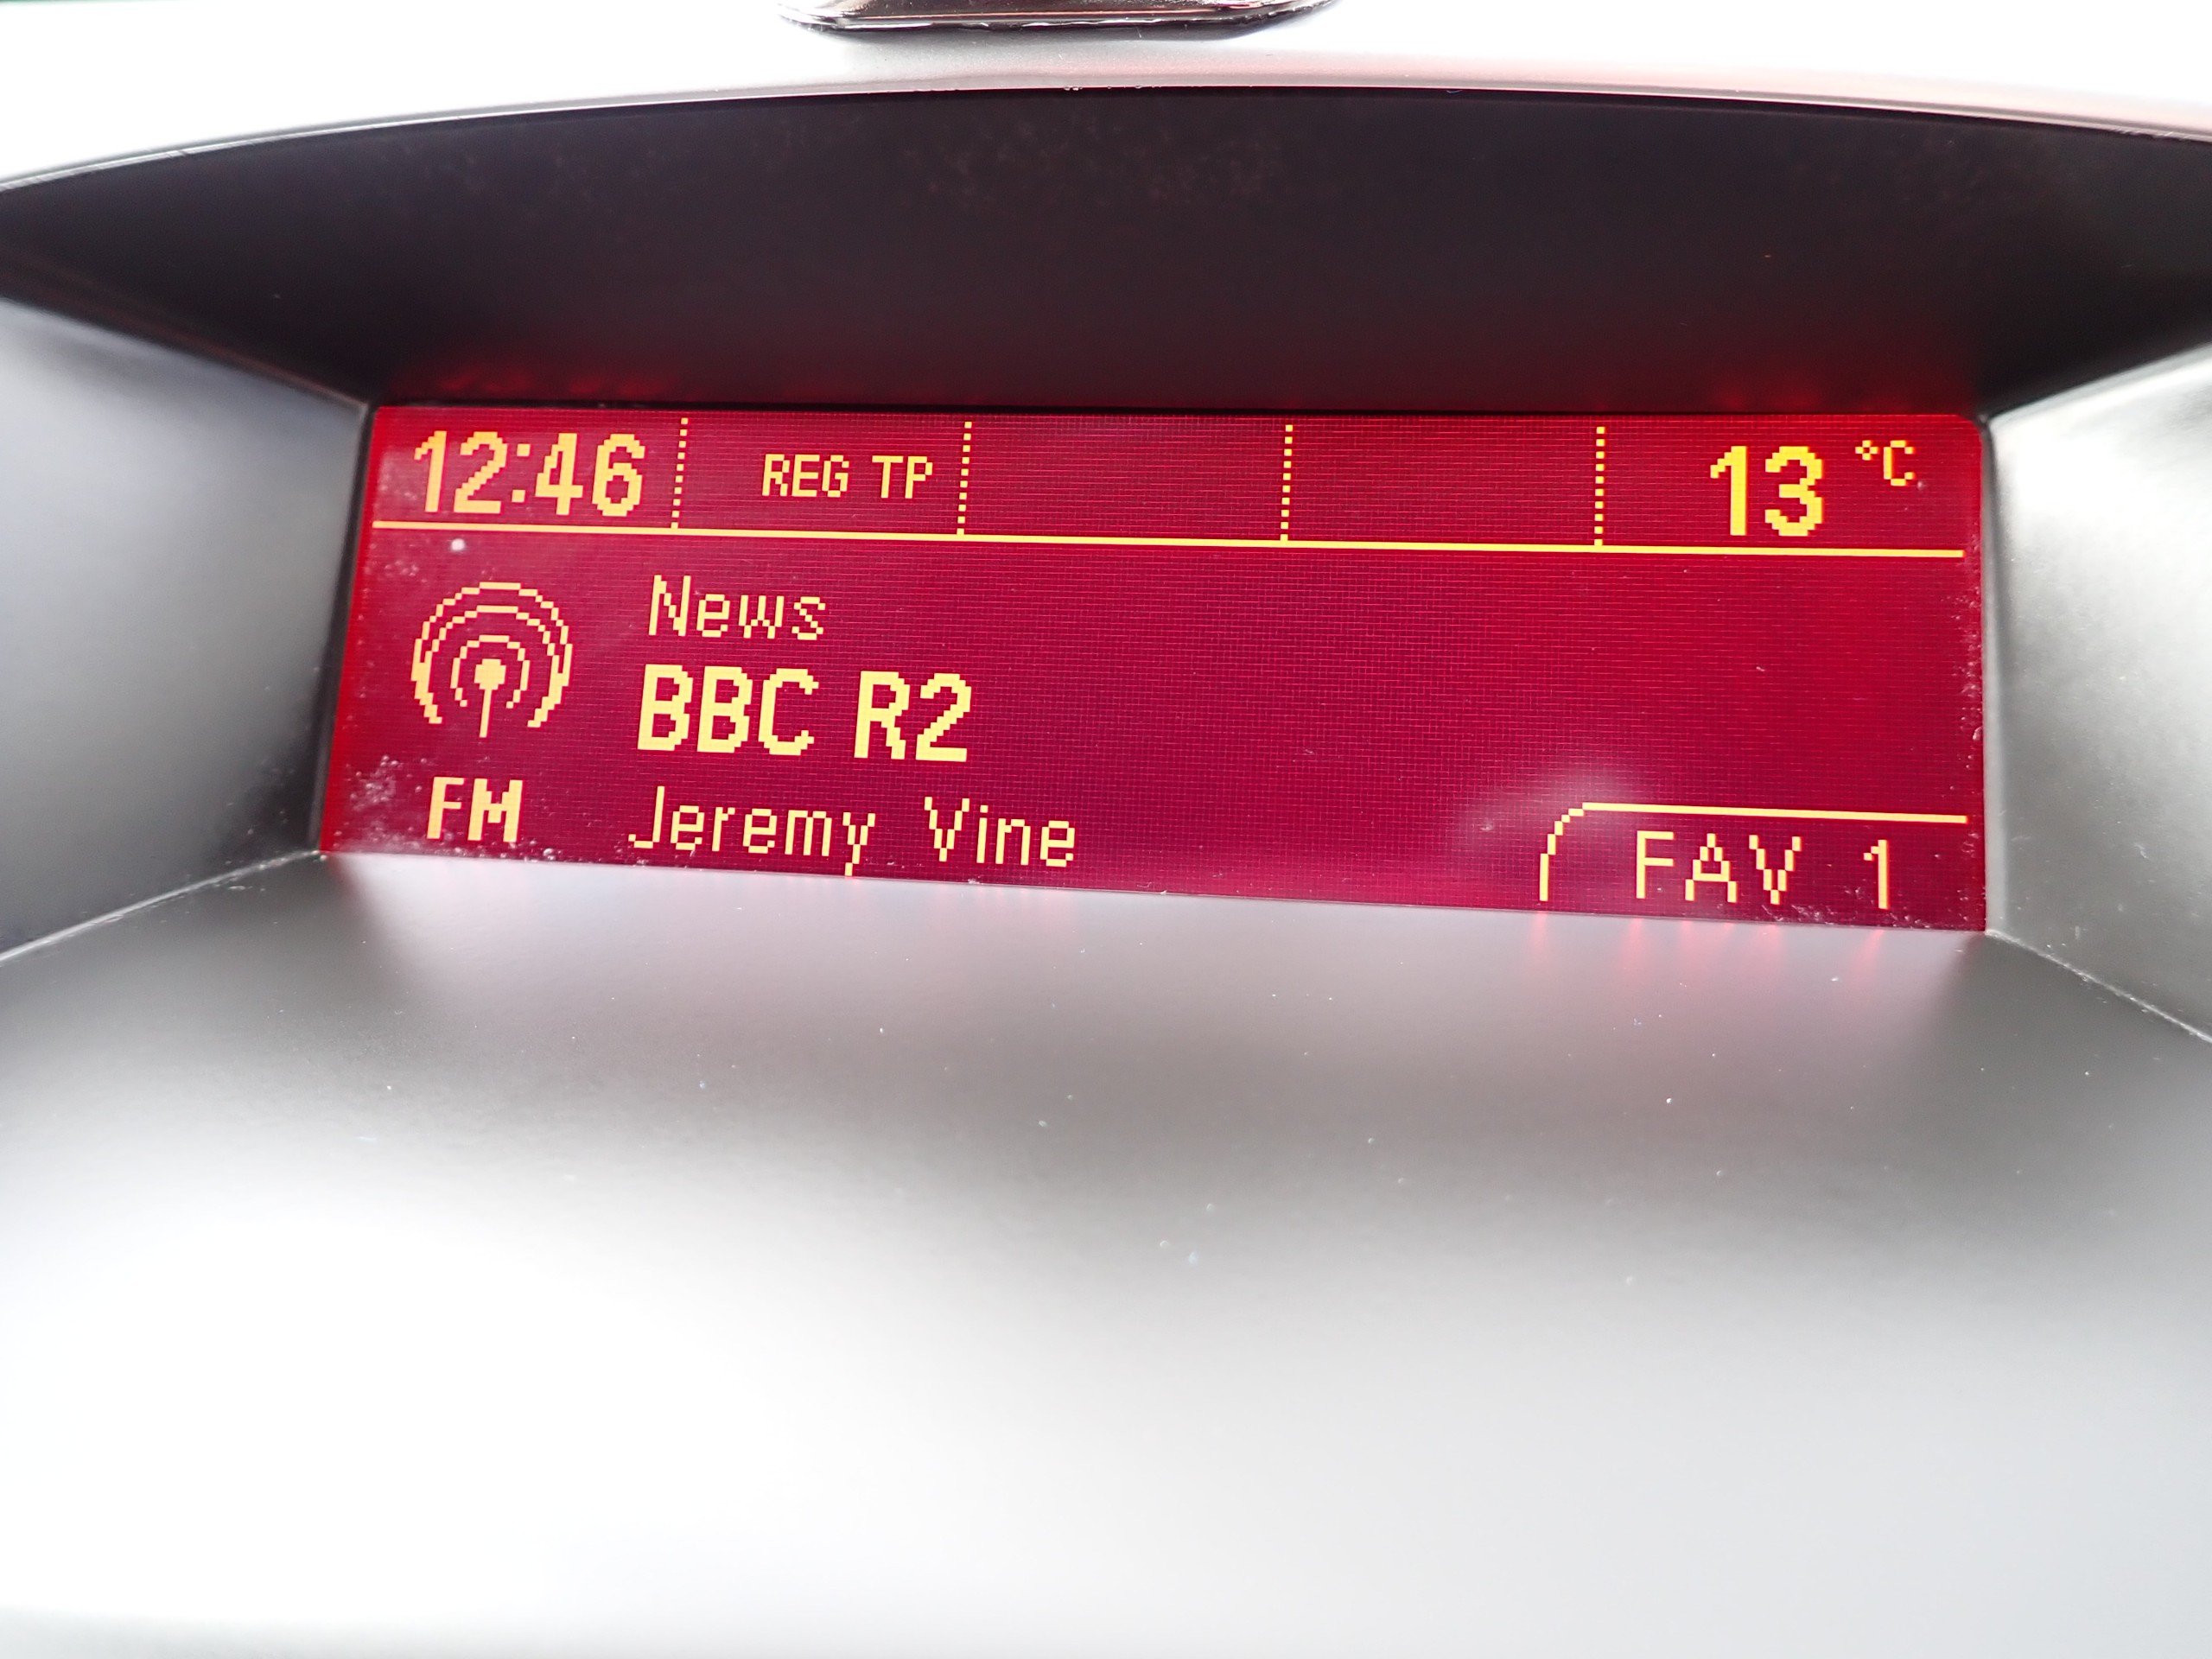 12:46 REG TP 13 °C
News
BBC R2
FM Jeremy Vine FAV 1